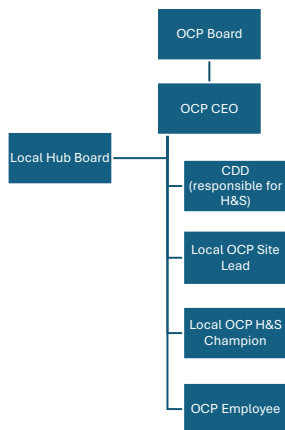 OCP Board
OCP CEO
Local Hub Board
CDD
(responsible for
H&S)
Local OCP Site
Lead
Local OCP H&S
Champion
OCP Employee